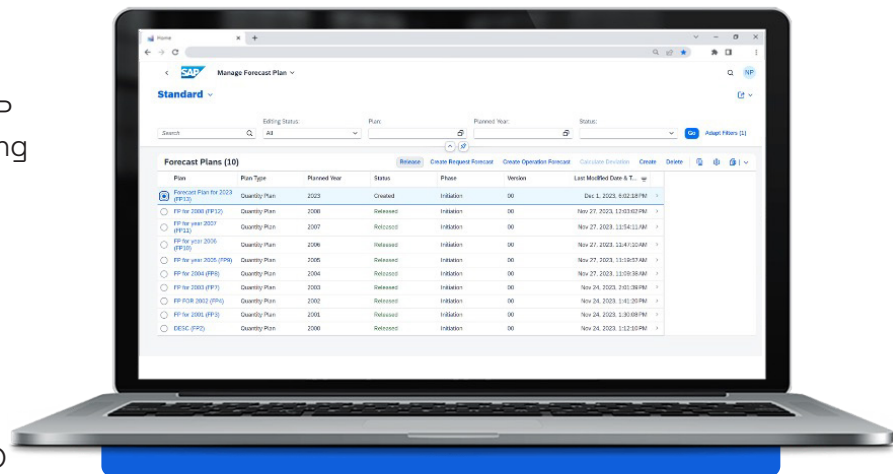 Home
SAP Manage Forecast Plan
NP
Standard
Editing Status: Plan: Planned Year: Status:
Search All Go Adapt Filters (1)
Forecast Plans (10) Release Create Request Forecast Create Operation Forecast Calculate Deviation Create Delete
Plan Plan Type Planned Year Status Phase Version Last Modified Date & T...
Forecast Plan for 2023 (FP13) Quantity Plan 2023 Created Initiation 00 Dec 1, 2023, 6:02:18 PM
FP for 2008 (FP12) Quantity Plan 2008 Released Initiation 00 Nov 27, 2023, 12:03:02 PM
FP for year 2007 (FP11) Quantity Plan 2007 Released Initiation 00 Nov 27, 2023, 11:54:11 AM
FP for year 2006 (FP10) Quantity Plan 2006 Released Initiation 00 Nov 27, 2023, 11:47:10 AM
FP for year 2005 (FP9) Quantity Plan 2005 Released Initiation 00 Nov 27, 2023, 11:19:57 AM
FP for 2004 (FP8) Quantity Plan 2004 Released Initiation 00 Nov 27, 2023, 11:09:36 AM
FP for 2003 (FP7) Quantity Plan 2003 Released Initiation 00 Nov 24, 2023, 2:01:39 PM
FP FOR 2002 (FP4) Quantity Plan 2002 Released Initiation 00 Nov 24, 2023, 1:41:20 PM
FP for 2001 (FP3) Quantity Plan 2001 Released Initiation 00 Nov 24, 2023, 1:30:08 PM
DESC (FP2) Quantity Plan 2000 Released Initiation 00 Nov 24, 2023, 1:12:10 PM